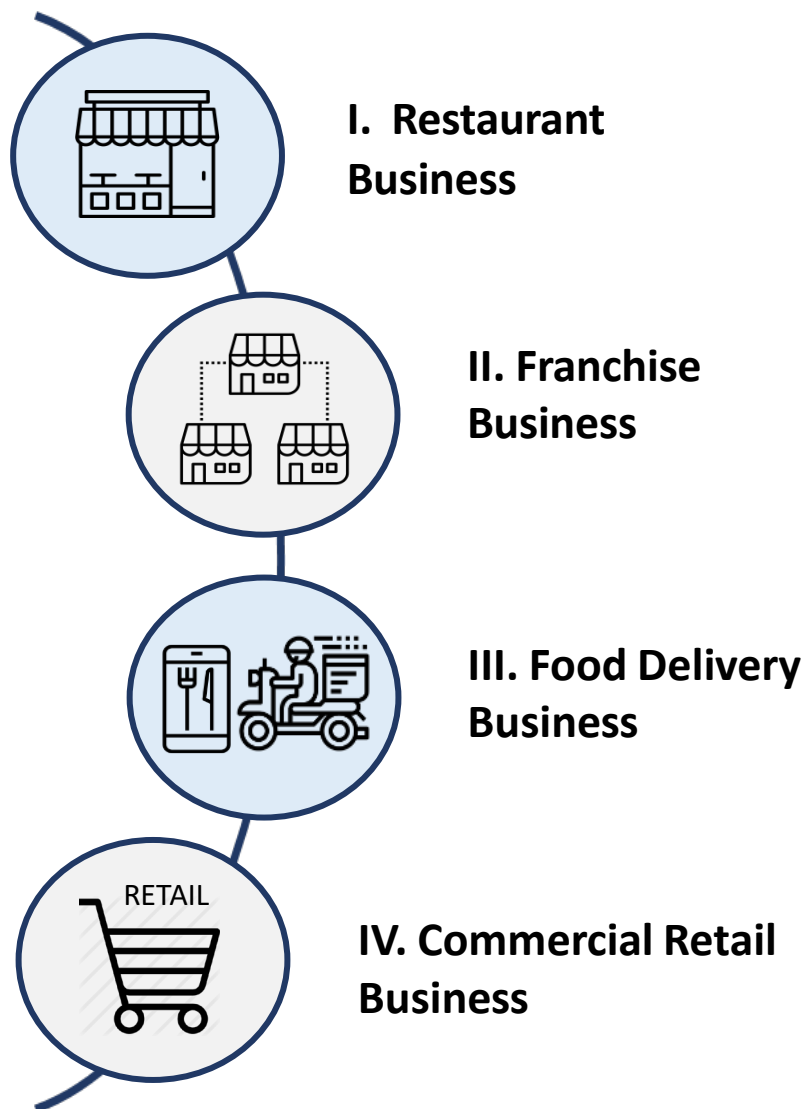 I. Restaurant
Business
II. Franchise
Business
III. Food Delivery
Business
RETAIL
IV. Commercial Retail
Business